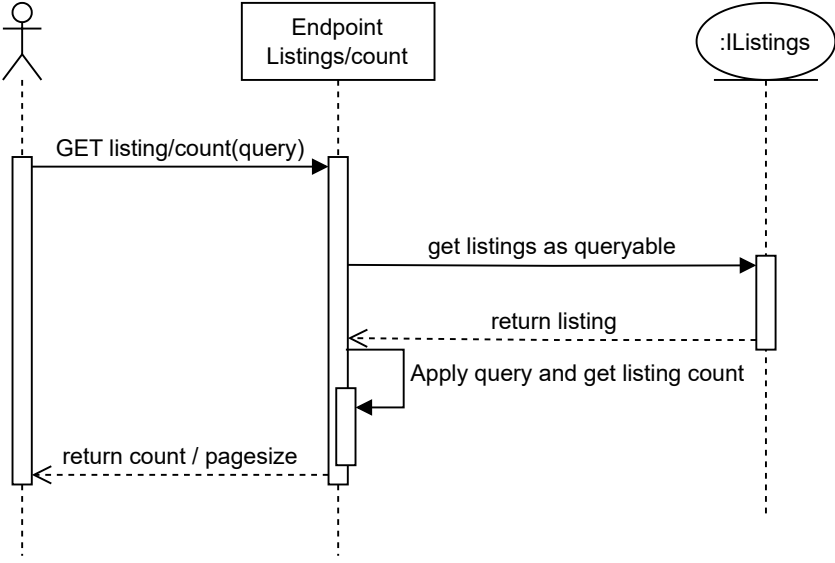 Endpoint
Listings/count
:IListings
GET listing/count(query)
get listings as queryable
return listing
Apply query and get listing count
return count / pagesize